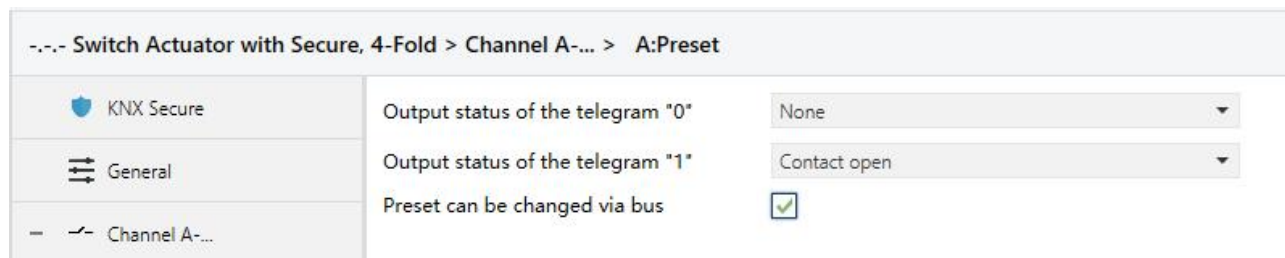 -.-.- Switch Actuator with Secure, 4-Fold > Channel A-... > A:Preset
KNX Secure
Output status of the telegram "0" None
General
Output status of the telegram "1" Contact open
Preset can be changed via bus
Channel A-...